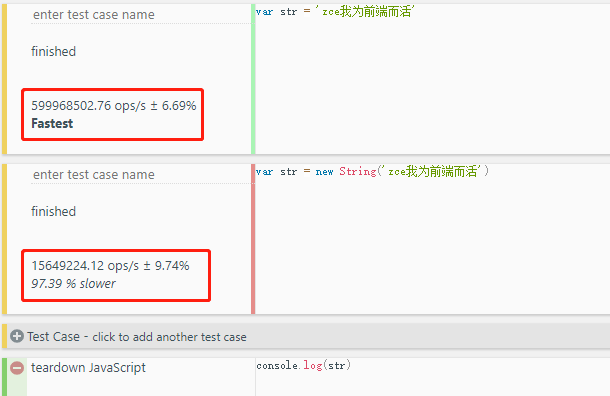 enter test case name
var str = 'zce我为前端而活'
finished
599968502.76 ops/s ± 6.69%
Fastest
enter test case name
var str = new String('zce我为前端而活')
finished
15649224.12 ops/s ± 9.74%
97.39 % slower
Test Case - click to add another test case
teardown JavaScript
console.log(str)